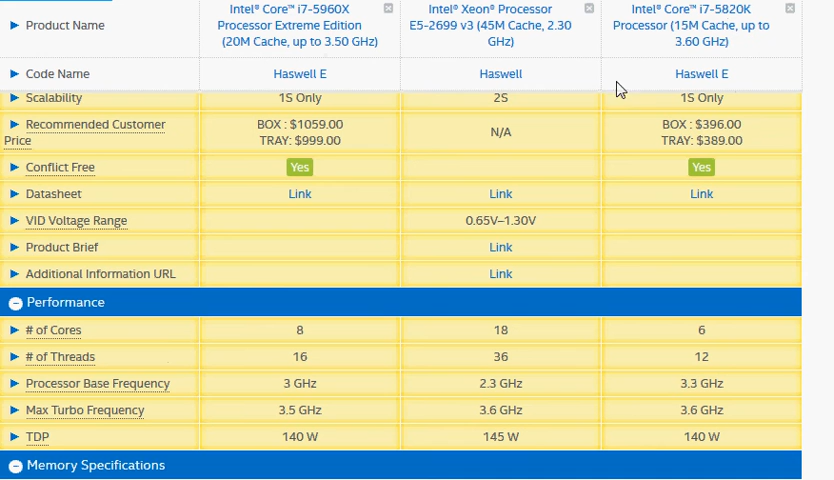 Product Name
Intel® Core™ i7-5960X
Processor Extreme Edition
(20M Cache, up to 3.50 GHz)
Intel® Xeon® Processor
E5-2699 v3 (45M Cache, 2.30
GHz)
Intel® Core™ i7-5820K
Processor (15M Cache, up to
3.60 GHz)
Code Name Haswell E Haswell Haswell E
Scalability 1S Only 2S 1S Only
Recommended Customer
Price
BOX : $1059.00
TRAY: $999.00
N/A
BOX : $396.00
TRAY: $389.00
Conflict Free Yes Yes
Datasheet Link Link Link
VID Voltage Range 0.65V–1.30V
Product Brief Link
Additional Information URL Link
Performance
# of Cores 8 18 6
# of Threads 16 36 12
Processor Base Frequency 3 GHz 2.3 GHz 3.3 GHz
Max Turbo Frequency 3.5 GHz 3.6 GHz 3.6 GHz
TDP 140 W 145 W 140 W
Memory Specifications